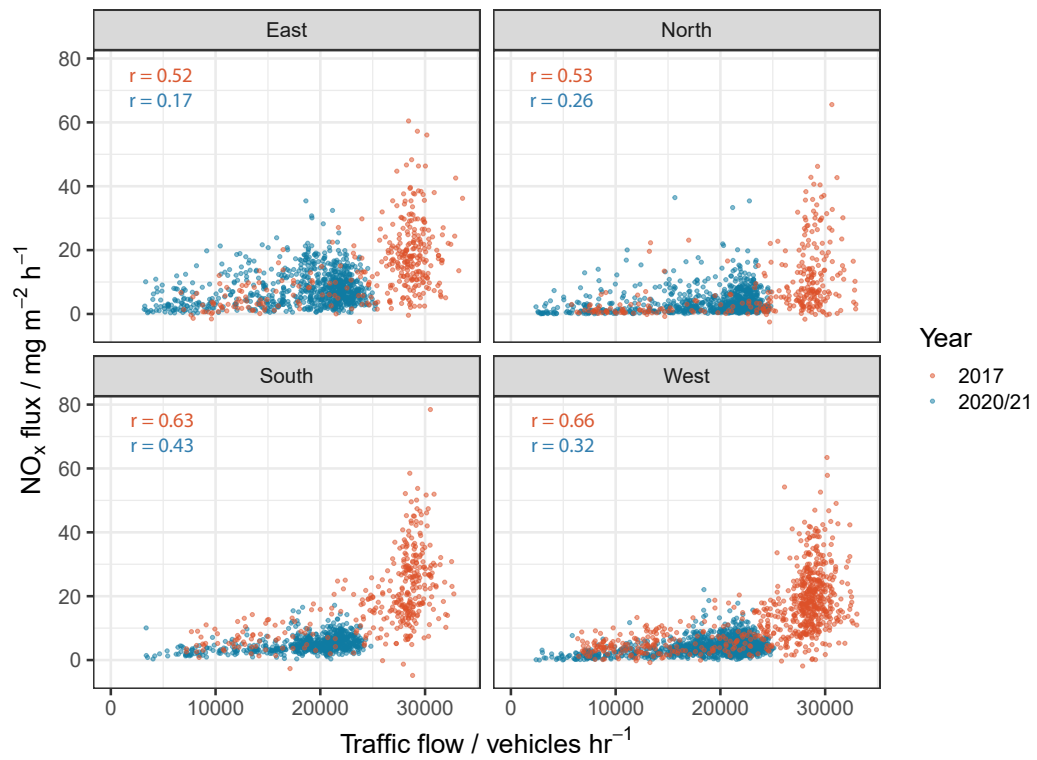 East
North
80
60
40
20
0
r = 0.52
r = 0.17
r = 0.53
r = 0.26
South
West
80
60
40
20
0
r = 0.63
r = 0.43
r = 0.66
r = 0.32
0 10000 20000 30000
0 10000 20000 30000
NOₓ flux / mg m⁻² h⁻¹
Traffic flow / vehicles hr⁻¹
Year
2017
2020/21